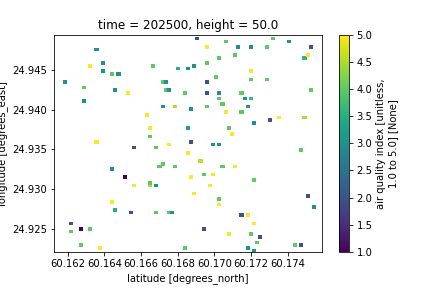 time = 202500, height = 50.0
24.945
24.940
24.935
24.930
24.925
longitude [degrees_east]
60.162 60.164 60.166 60.168 60.170 60.172 60.174
latitude [degrees_north]
5.0
4.5
4.0
3.5
3.0
2.5
2.0
1.5
1.0
air quality index [unitless,
1.0 to 5.0] [None]